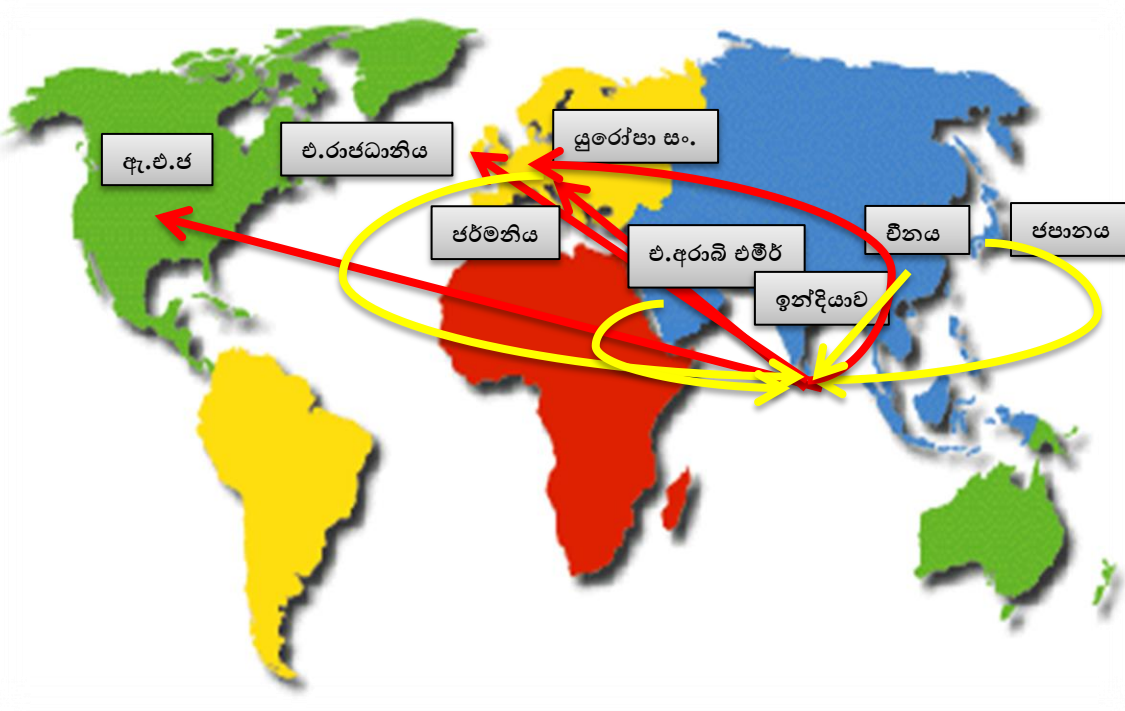 ඇ.එ.ජ
එ.රාජධානිය
යුරෝපා සං.
ජර්මනිය
එ.අරාබි එමීර්
ඉන්දියාව
චීනය
ජපානය